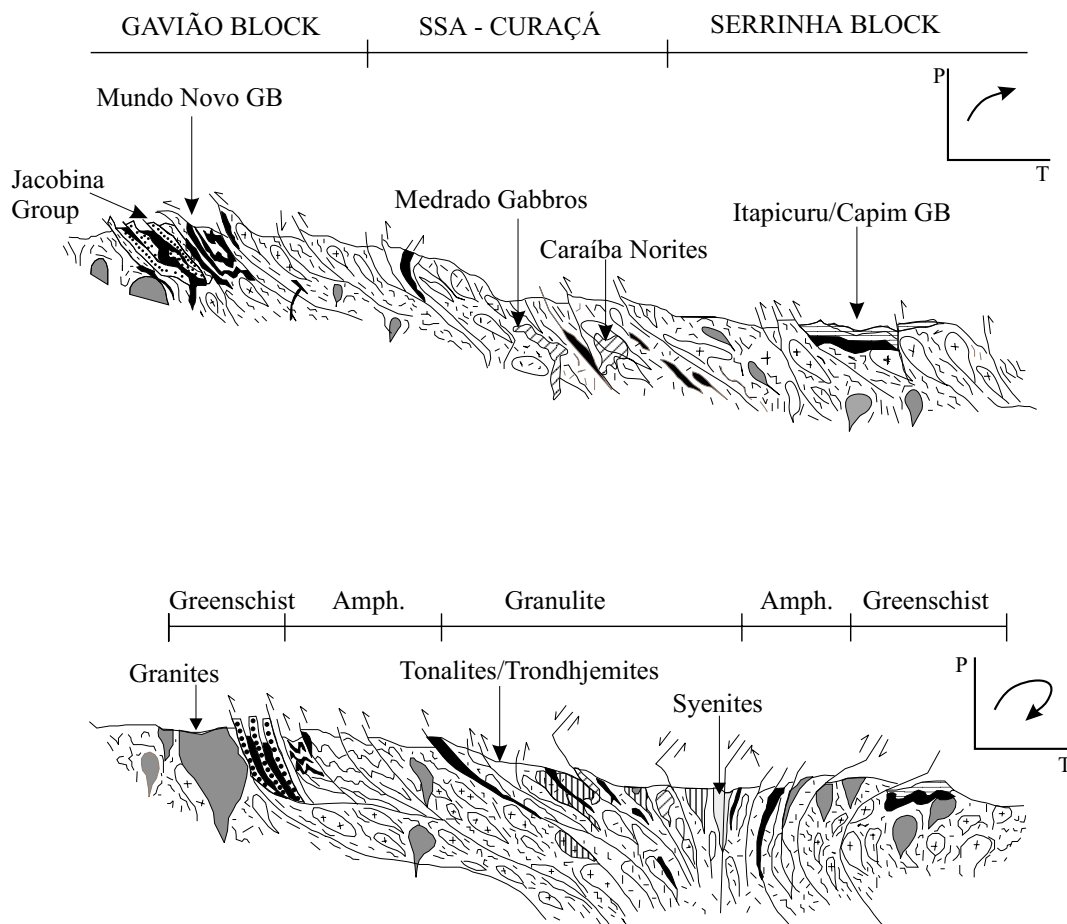 GAVIÃO BLOCK
SSA - CURAÇÁ
SERRINHA BLOCK
P
T
Mundo Novo GB
Jacobina
Group
Medrado Gabbros
Itapicuru/Capim GB
Caraíba Norites
Greenschist
Amph.
Granulite
Amph.
Greenschist
P
T
Granites
Tonalites/Trondhjemites
Syenites